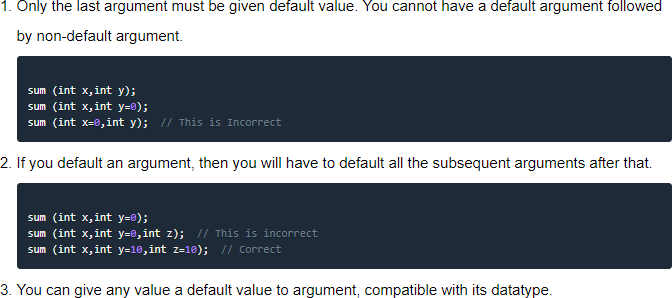 1. Only the last argument must be given default value. You cannot have a default argument followed
by non-default argument.
sum (int x,int y);
sum (int x,int y=0);
sum (int x=0,int y); // This is Incorrect
2. If you default an argument, then you will have to default all the subsequent arguments after that.
sum (int x,int y=0);
sum (int x,int y=0,int z); // This is incorrect
sum (int x,int y=10,int z=10); // Correct
3. You can give any value a default value to argument, compatible with its datatype.